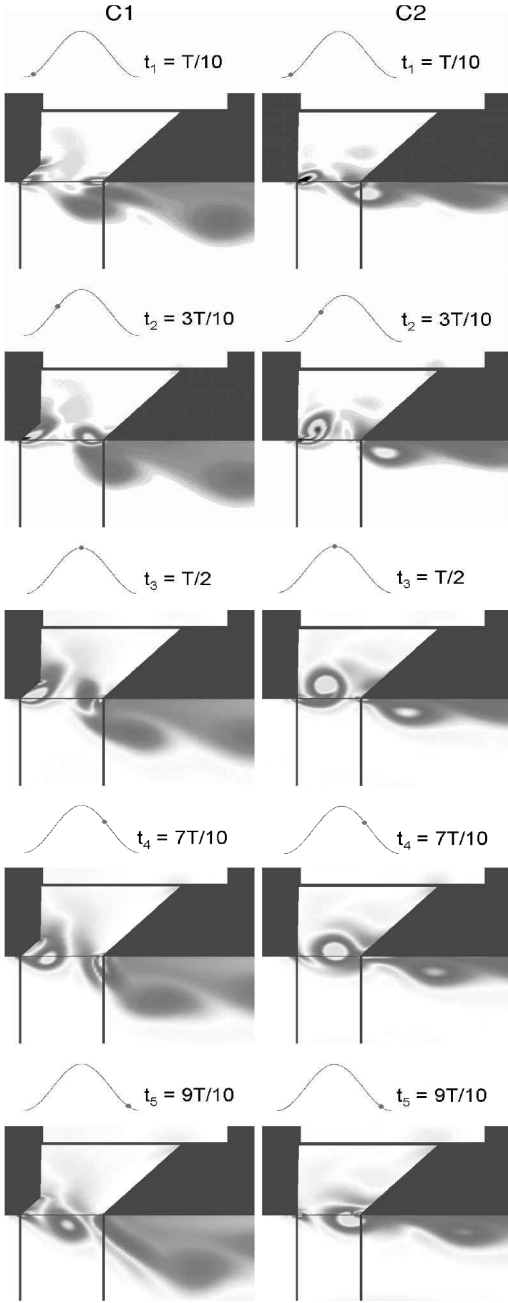 C1 C2
t₁ = T/10 t₁ = T/10
t₂ = 3T/10 t₂ = 3T/10
t₃ = T/2 t₃ = T/2
t₄ = 7T/10 t₄ = 7T/10
t₅ = 9T/10 t₅ = 9T/10